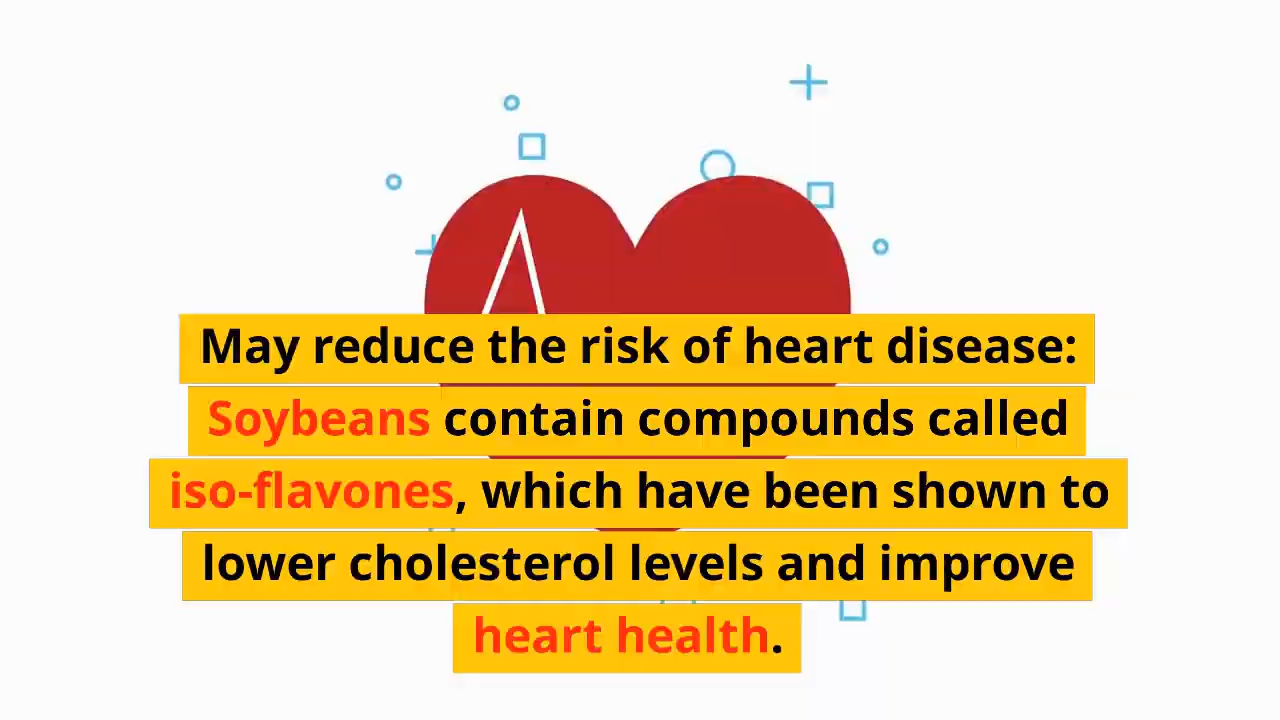 May reduce the risk of heart disease:
Soybeans contain compounds called
iso-flavones, which have been shown to
lower cholesterol levels and improve
heart health.